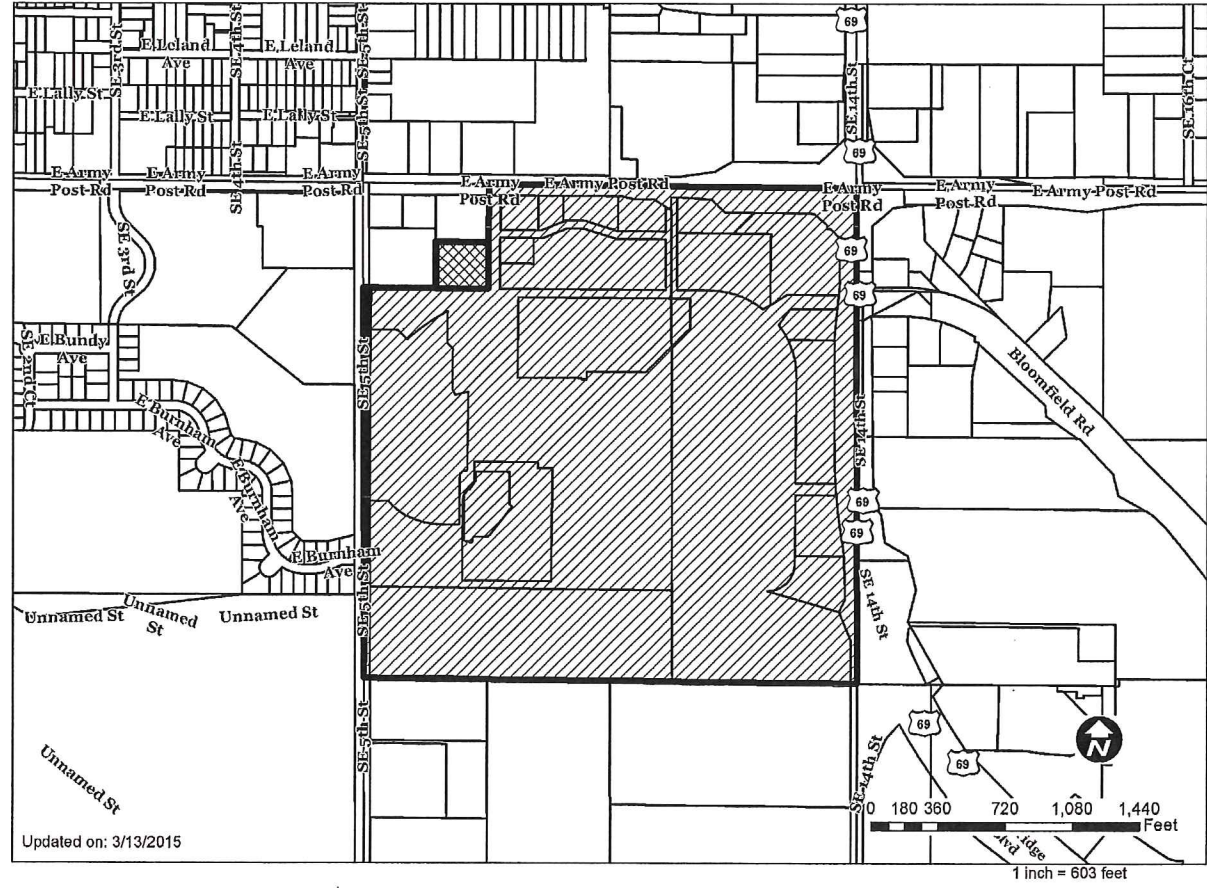 69
SE 3rd St
E Leland
Ave
SE 4th St
E Leland
Ave
SE 5th St
SE 14th St
SE 16th Ct
E Lally St
E Lally St
E Lally St
SE 4th St
SE 5th St
69
E Army
Post Rd
E Army
Post Rd
E Army
Post Rd
E Army
Post Rd
E Army Post Rd
E Army
Post Rd
E Army
Post Rd
E Army Post Rd
SE 3rd St
69
69
E Bundy
Ave
SE 2nd Ct
SE 5th St
Bloomfield Rd
E Burnham
Ave
SE 14th St
E Burnham
Ave
69
69
E Burnham
Ave
SE 5th St
SE 14th St
Unnamed St
Unnamed
St
Unnamed St
69
SE 5th St
69
N
Unnamed St
SE 14th St
0 180 360 720 1,080 1,440
Feet
idge
lvd
Updated on: 3/13/2015
1 inch = 603 feet